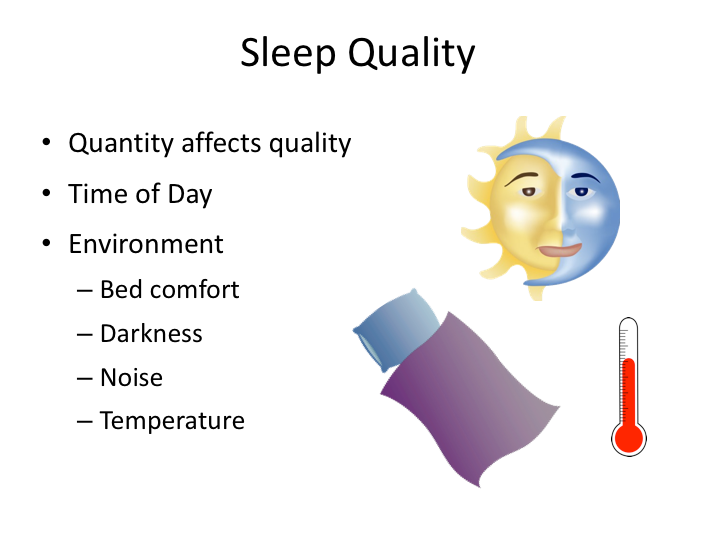 Sleep Quality
• Quantity affects quality
• Time of Day
• Environment
– Bed comfort
– Darkness
– Noise
– Temperature